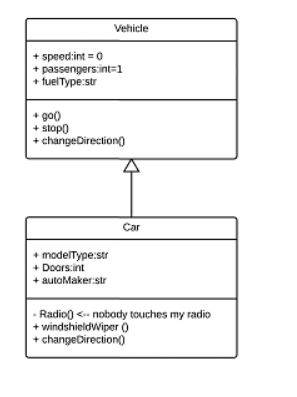 Vehicle
+ speed:int = 0
+ passengers:int=1
+ fuelType:str
+ go()
+ stop()
+ changeDirection()
Car
+ modelType:str
+ Doors:int
+ autoMaker:str
- Radio() <-- nobody touches my radio
+ windshieldWiper ()
+ changeDirection()